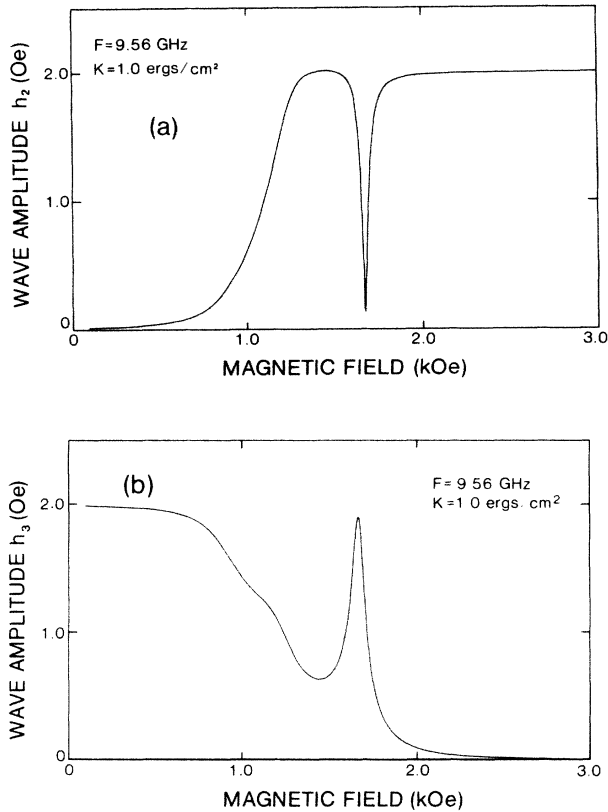 F=9.56 GHz
K=1.0 ergs/cm²
(a)
WAVE AMPLITUDE h₂ (Oe)
2.0
1.0
0
0 1.0 2.0 3.0
MAGNETIC FIELD (kOe)
(b)
F= 9 56 GHz
K=1 0 ergs. cm²
WAVE AMPLITUDE h₃ (Oe)
2.0
1.0
0
0 1.0 2.0 3.0
MAGNETIC FIELD (kOe)